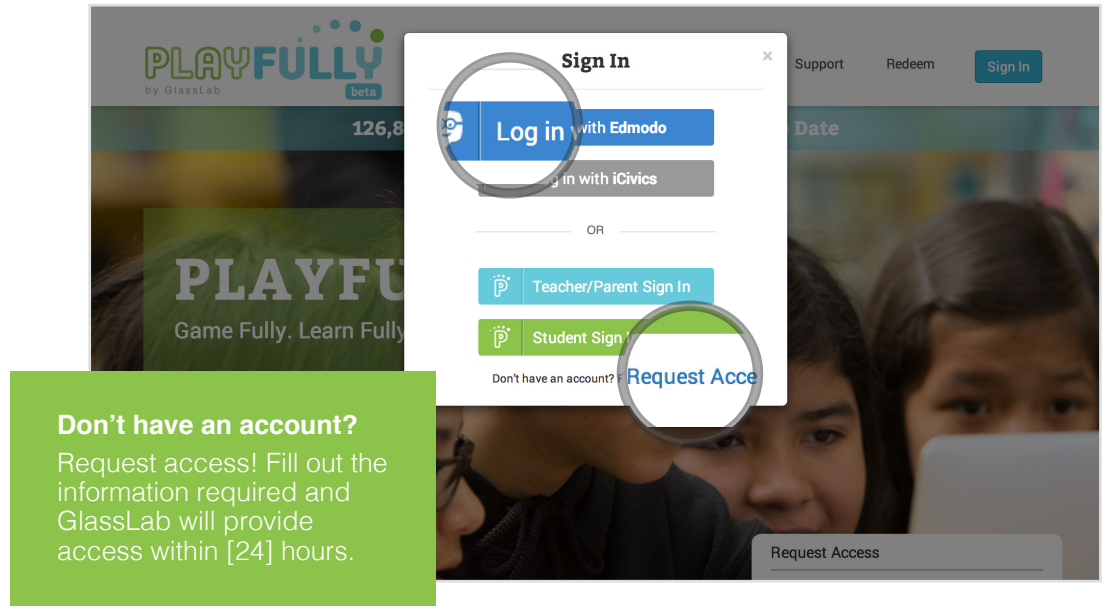 PLAYFULLY
by GlassLab
beta
Sign In
×
Support
Redeem
Sign In
126,8
Date
Log in with Edmodo
g in with iCivics
OR
PLAYFU
Game Fully. Learn Fully
Teacher/Parent Sign In
Student Sign
Don't have an account?
Request Acce
Don't have an account?
Request access! Fill out the
information required and
GlassLab will provide
access within [24] hours.
Request Access